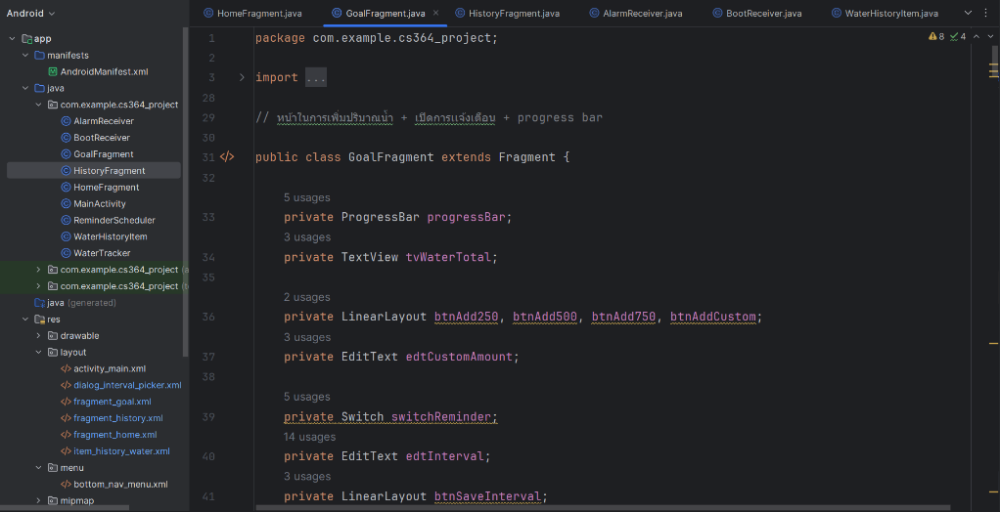 Android
HomeFragment.java
GoalFragment.java
HistoryFragment.java
AlarmReceiver.java
BootReceiver.java
WaterHistoryItem.java
app
manifests
AndroidManifest.xml
java
com.example.cs364_project
AlarmReceiver
BootReceiver
GoalFragment
HistoryFragment
HomeFragment
MainActivity
ReminderScheduler
WaterHistoryItem
WaterTracker
com.example.cs364_project
com.example.cs364_project
java (generated)
res
drawable
layout
activity_main.xml
dialog_interval_picker.xml
fragment_goal.xml
fragment_history.xml
fragment_home.xml
item_history_water.xml
menu
bottom_nav_menu.xml
mipmap
8 4
1 package com.example.cs364_project;
2
3 import ...
28
29 // หน้าในการเพิ่มปริมาณน้ำ + เปิดการแจ้งเตือน + progress bar
30
31 public class GoalFragment extends Fragment {
32
5 usages
33 private ProgressBar progressBar;
3 usages
34 private TextView tvWaterTotal;
35
2 usages
36 private LinearLayout btnAdd250, btnAdd500, btnAdd750, btnAddCustom;
3 usages
37 private EditText edtCustomAmount;
38
5 usages
39 private Switch switchReminder;
14 usages
40 private EditText edtInterval;
3 usages
41 private LinearLayout btnSaveInterval;